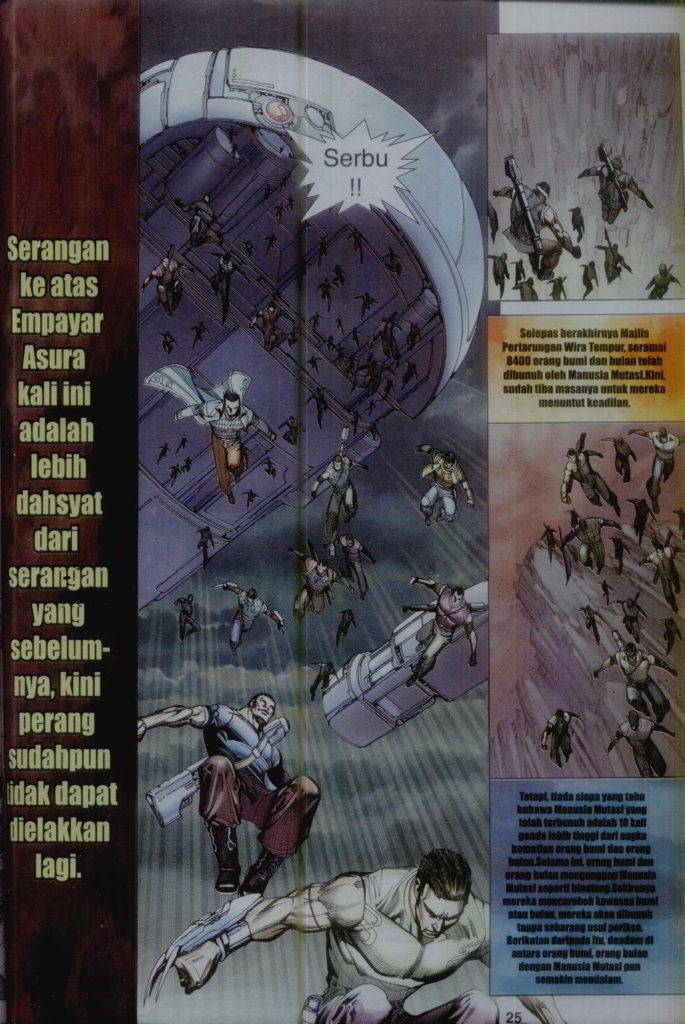 Serangan
ke atas
Empayar
Asura
kali ini
adalah
lebih
dahsyat
dari
serangan
yang
sebelum-
nya, kini
perang
sudahpun
tidak dapat
dielakkan
lagi.
Serbu
!!
Selepas berakhirnya Majlis
Pertarungan Wira Tempur, seramai
8400 orang bumi dan bulan telah
dibunuh oleh Manusia Mutasi.Kini,
sudah tiba masanya untuk mereka
menuntut keadilan.
Tetapi, tiada siapa yang tahu
bahawa Manusia Mutasi yang
telah terbunuh adalah 10 kali
ganda lebih tinggi dari angka
kematian orang bumi dan orang
bulan.Selama ini, orang bumi dan
orang bulan menganggap Manusia
Mutasi seperti binatang.Sekiranya
mereka menceroboh kawasan bumi
atau bulan, mereka akan dibunuh
tanpa sebarang usul periksa.
Berikutan daripada itu, dendam di
antara orang bumi, orang bulan
dengan Manusia Mutasi pun
semakin mendalam.
25